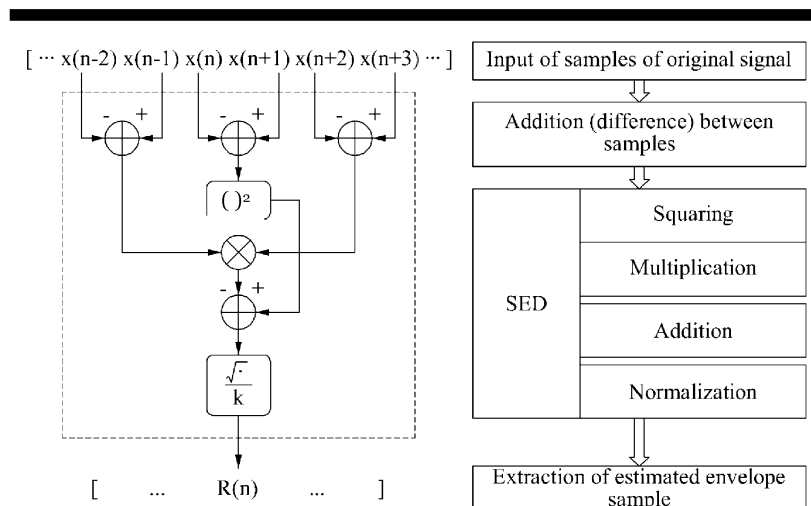 [ ··· x(n-2) x(n-1) x(n) x(n+1) x(n+2) x(n+3) ··· ]
- + - + - +
( )²
- +
√·
k
[ ... R(n) ... ]
Input of samples of original signal
Addition (difference) between
samples
SED
Squaring
Multiplication
Addition
Normalization
Extraction of estimated envelope
sample